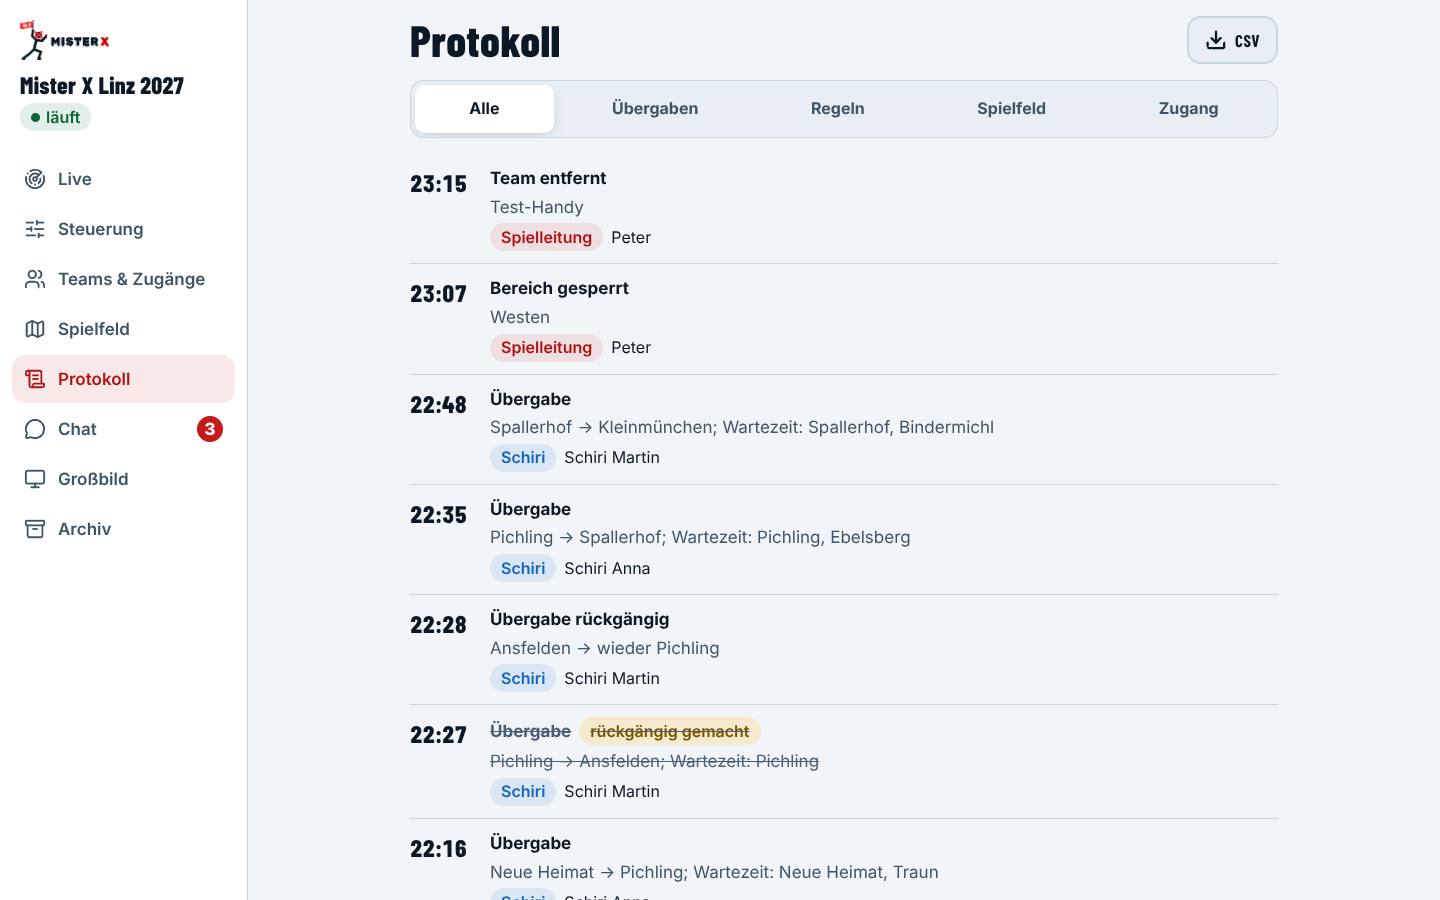 MISTER X
Mister X Linz 2027
läuft
Live
Steuerung
Teams & Zugänge
Spielfeld
Protokoll
Chat 3
Großbild
Archiv
Protokoll
CSV
Alle Übergaben Regeln Spielfeld Zugang
23:15 Team entfernt
Test-Handy
Spielleitung Peter
23:07 Bereich gesperrt
Westen
Spielleitung Peter
22:48 Übergabe
Spallerhof → Kleinmünchen; Wartezeit: Spallerhof, Bindermichl
Schiri Schiri Martin
22:35 Übergabe
Pichling → Spallerhof; Wartezeit: Pichling, Ebelsberg
Schiri Schiri Anna
22:28 Übergabe rückgängig
Ansfelden → wieder Pichling
Schiri Schiri Martin
22:27 Übergabe rückgängig gemacht
Pichling → Ansfelden; Wartezeit: Pichling
Schiri Schiri Martin
22:16 Übergabe
Neue Heimat → Pichling; Wartezeit: Neue Heimat, Traun
Schiri Schiri Anna